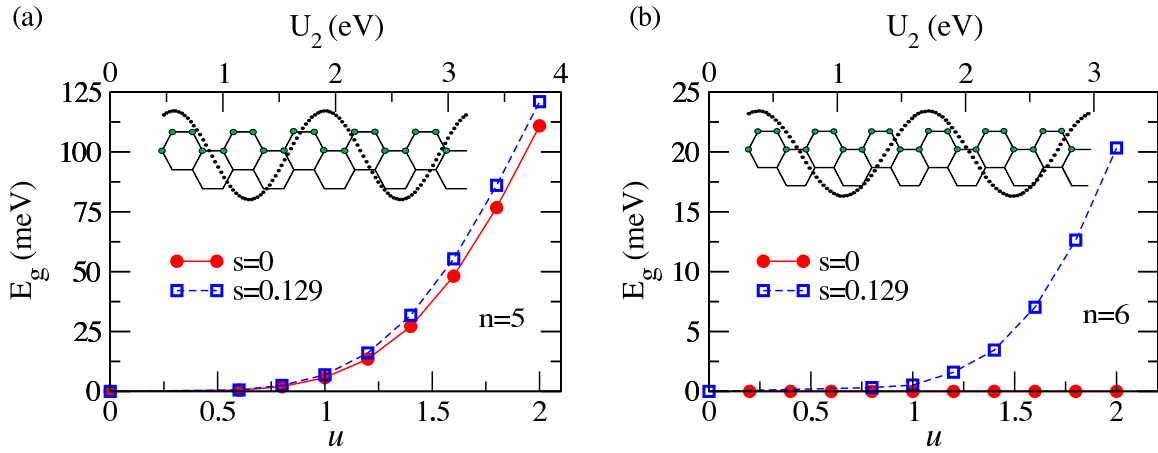 (a)
U2 (eV)
0 1 2 3 4
125
100
75
50
25
0
Eg (meV)
s=0
s=0.129
n=5
0 0.5 1 1.5 2
u
(b)
U2 (eV)
0 1 2 3
25
20
15
10
5
0
Eg (meV)
s=0
s=0.129
n=6
0 0.5 1 1.5 2
u